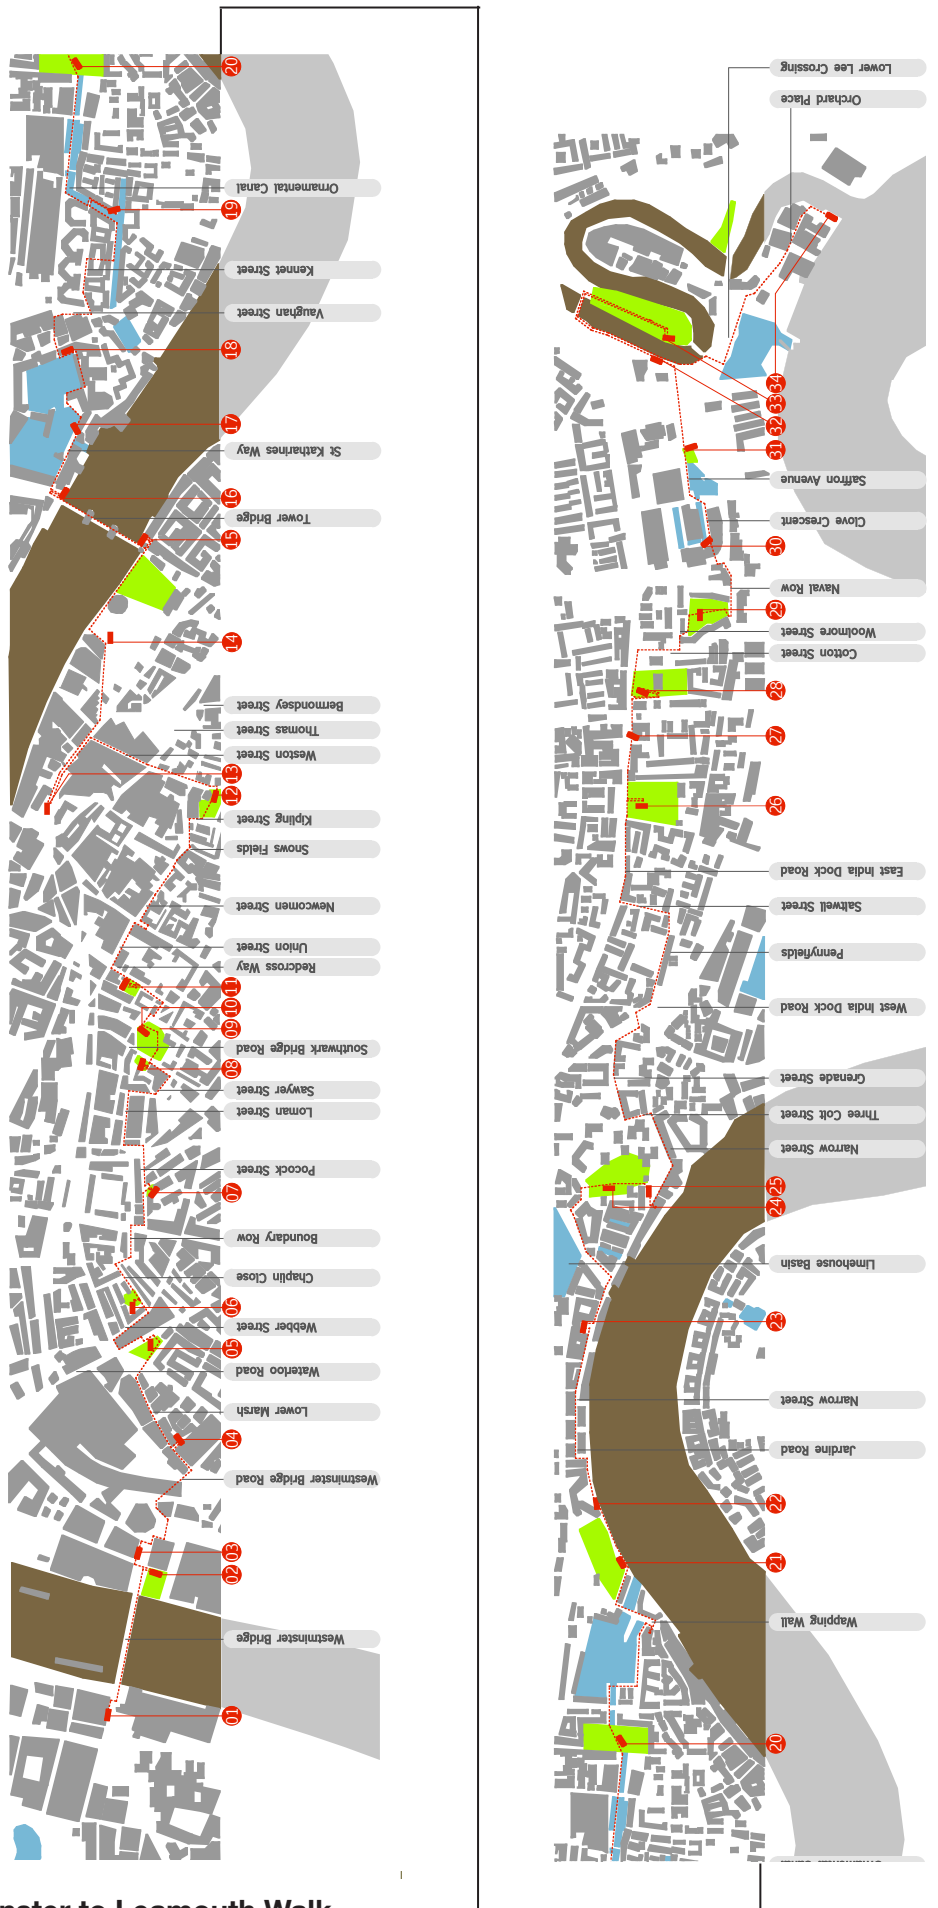 20
Ornamental Canal
19
Kennet Street
Vaughan Street
18
17
St Katharines Way
16
Tower Bridge
15
14
Bermondsey Street
Thomas Street
Weston Street
13
12
Kipling Street
Snows Fields
Newcomen Street
Union Street
Redcross Way
11
10
09
Southwark Bridge Road
08
Sawyer Street
Loman Street
Pocock Street
07
Boundary Row
Chaplin Close
06
Webber Street
05
Waterloo Road
Lower Marsh
04
Westminster Bridge Road
03
02
Westminster Bridge
01
Lower Lee Crossing
Orchard Place
34
33
32
31
Saffron Avenue
Clove Crescent
30
Naval Row
29
Woolmore Street
Cotton Street
28
27
26
East India Dock Road
Saltwell Street
Pennyfields
West India Dock Road
Grenade Street
Three Colt Street
Narrow Street
25
24
Limehouse Basin
23
Narrow Street
Jardine Road
22
21
Wapping Wall
20
to Leamouth Walk